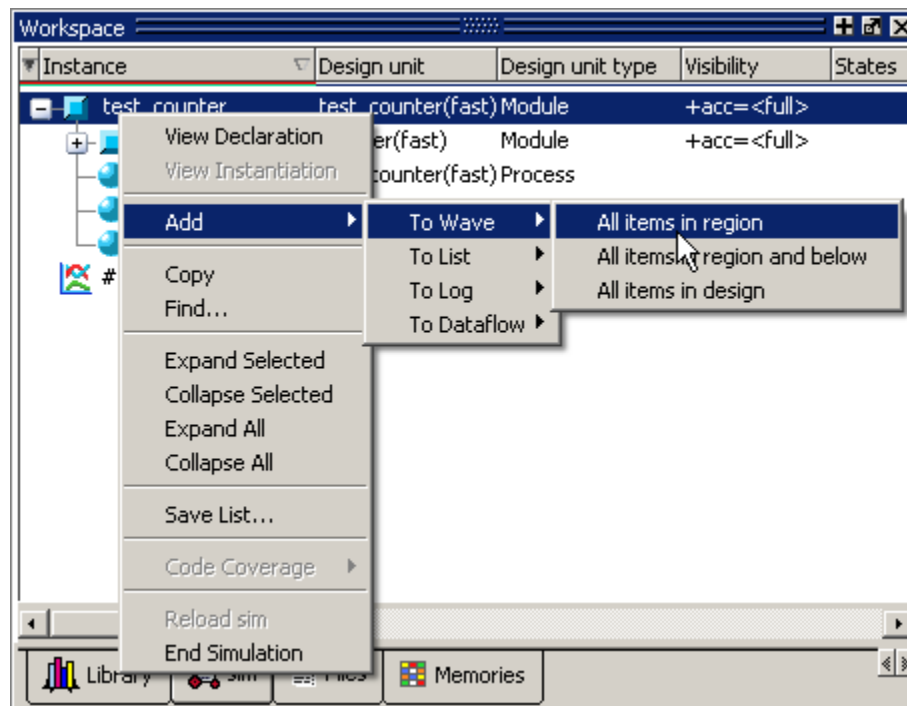 Workspace
Instance Design unit Design unit type Visibility States
test_counter test_counter(fast) Module +acc=<full>
View Declaration er(fast) Module +acc=<full>
View Instantiation counter(fast) Process
Add To Wave All items in region
To List All items in region and below
Copy To Log All items in design
Find... To Dataflow
#
Expand Selected
Collapse Selected
Expand All
Collapse All
Save List...
Code Coverage
Reload sim
End Simulation
Library sim Files Memories